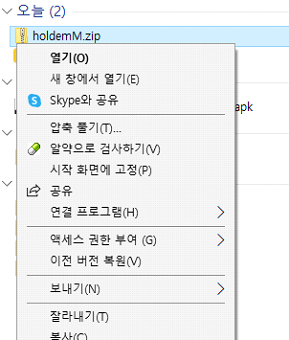 오늘 (2)
holdemM.zip
열기(O)
새 창에서 열기(E)
Skype와 공유
apk
압축 풀기(T)...
알약으로 검사하기(V)
시작 화면에 고정(P)
공유
연결 프로그램(H)
액세스 권한 부여 (G)
이전 버전 복원(V)
보내기(N)
잘라내기(T)
복사(C)